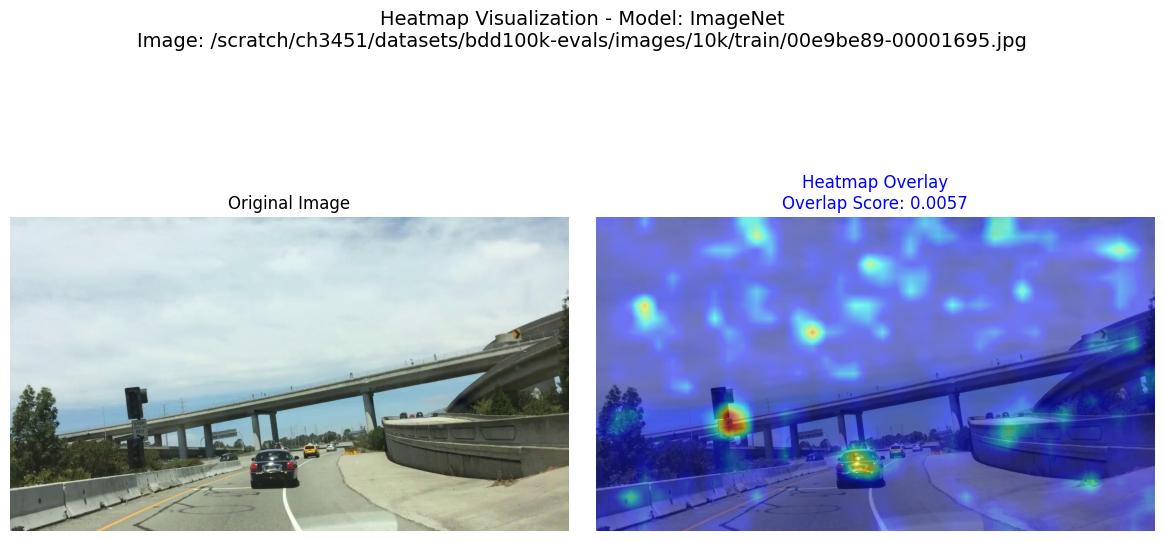 Heatmap Visualization - Model: ImageNet
Image: /scratch/ch3451/datasets/bdd100k-evals/images/10k/train/00e9be89-00001695.jpg
Original Image
Heatmap Overlay
Overlap Score: 0.0057